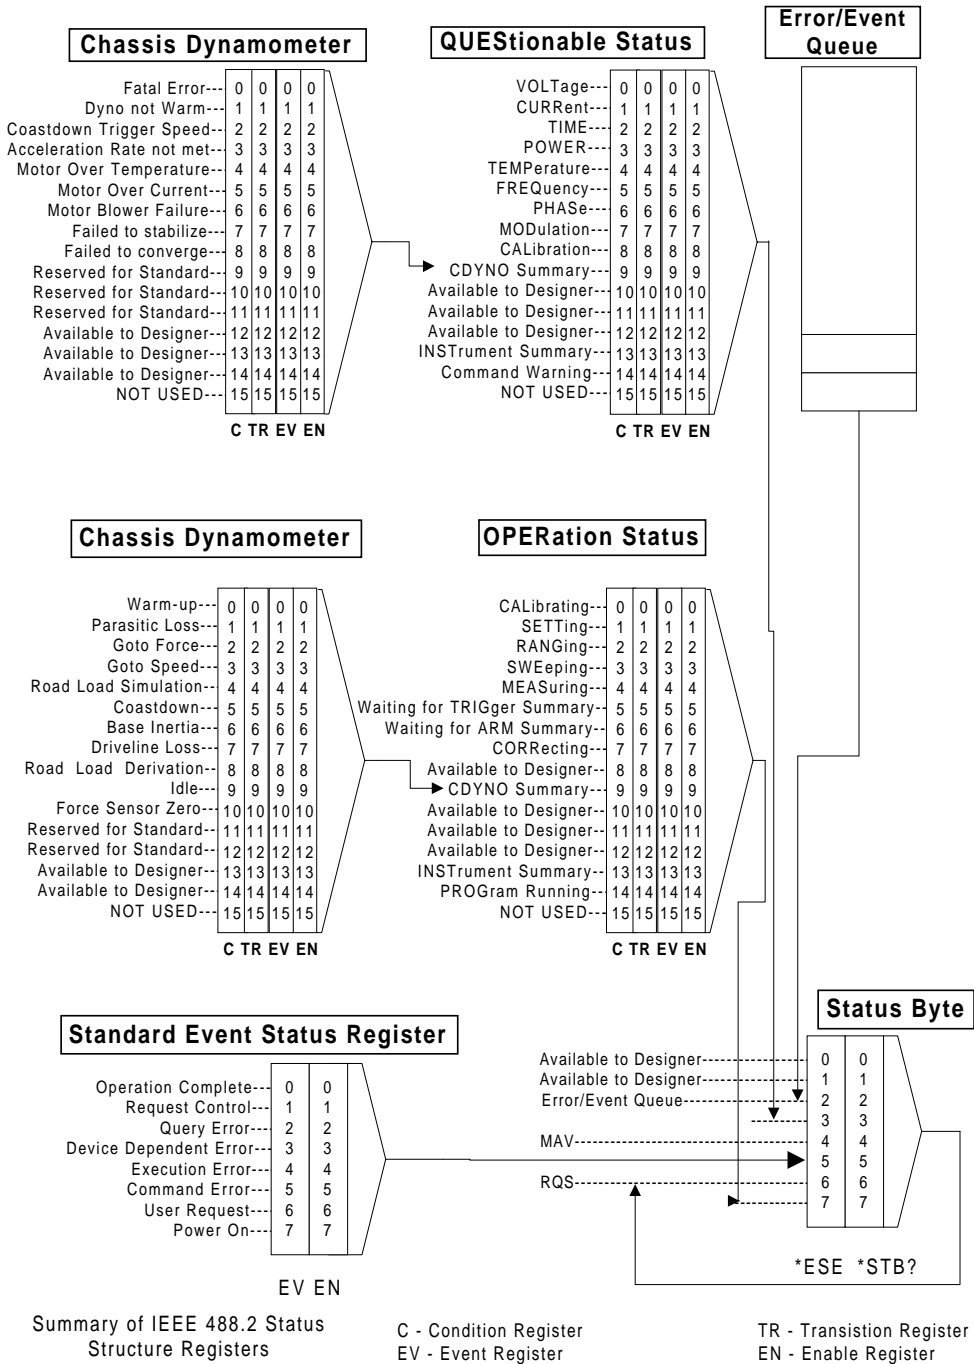 Chassis Dynamometer
Fatal Error--- 0 0 0 0
Dyno not Warm--- 1 1 1 1
Coastdown Trigger Speed-- 2 2 2 2
Acceleration Rate not met-- 3 3 3 3
Motor Over Temperature--- 4 4 4 4
Motor Over Current--- 5 5 5 5
Motor Blower Failure--- 6 6 6 6
Failed to stabilize--- 7 7 7 7
Failed to converge--- 8 8 8 8
Reserved for Standard--- 9 9 9 9
Reserved for Standard--- 10 10 10 10
Reserved for Standard--- 11 11 11 11
Available to Designer--- 12 12 12 12
Available to Designer--- 13 13 13 13
Available to Designer--- 14 14 14 14
NOT USED--- 15 15 15 15
C TR EV EN
QUEStionable Status
VOLTage--- 0 0 0 0
CURRent--- 1 1 1 1
TIME--- 2 2 2 2
POWER--- 3 3 3 3
TEMPerature--- 4 4 4 4
FREQuency--- 5 5 5 5
PHASe--- 6 6 6 6
MODulation--- 7 7 7 7
CALibration--- 8 8 8 8
CDYNO Summary--- 9 9 9 9
Available to Designer--- 10 10 10 10
Available to Designer--- 11 11 11 11
Available to Designer--- 12 12 12 12
INSTrument Summary--- 13 13 13 13
Command Warning--- 14 14 14 14
NOT USED--- 15 15 15 15
C TR EV EN
Error/Event
Queue
Chassis Dynamometer
Warm-up--- 0 0 0 0
Parasitic Loss--- 1 1 1 1
Goto Force--- 2 2 2 2
Goto Speed--- 3 3 3 3
Road Load Simulation--- 4 4 4 4
Coastdown--- 5 5 5 5
Base Inertia--- 6 6 6 6
Driveline Loss--- 7 7 7 7
Road Load Derivation--- 8 8 8 8
Idle--- 9 9 9 9
Force Sensor Zero--- 10 10 10 10
Reserved for Standard-- 11 11 11 11
Reserved for Standard-- 12 12 12 12
Available to Designer--- 13 13 13 13
Available to Designer--- 14 14 14 14
NOT USED--- 15 15 15 15
C TR EV EN
OPERation Status
CALibrating--- 0 0 0 0
SETTing--- 1 1 1 1
RANGing--- 2 2 2 2
SWEeping--- 3 3 3 3
MEASuring--- 4 4 4 4
Waiting for TRIGger Summary--- 5 5 5 5
Waiting for ARM Summary--- 6 6 6 6
CORRecting--- 7 7 7 7
Available to Designer--- 8 8 8 8
CDYNO Summary--- 9 9 9 9
Available to Designer--- 10 10 10 10
Available to Designer--- 11 11 11 11
Available to Designer--- 12 12 12 12
INSTrument Summary-- 13 13 13 13
PROGram Running--- 14 14 14 14
NOT USED--- 15 15 15 15
C TR EV EN
Standard Event Status Register
Operation Complete--- 0 0
Request Control--- 1 1
Query Error--- 2 2
Device Dependent Error--- 3 3
Execution Error--- 4 4
Command Error--- 5 5
User Request--- 6 6
Power On--- 7 7
EV EN
Status Byte
Available to Designer 0 0
Available to Designer 1 1
Error/Event Queue 2 2
3 3
MAV 4 4
5 5
RQS 6 6
7 7
*ESE *STB?
Summary of IEEE 488.2 Status
Structure Registers
C - Condition Register
EV - Event Register
TR - Transistion Register
EN - Enable Register